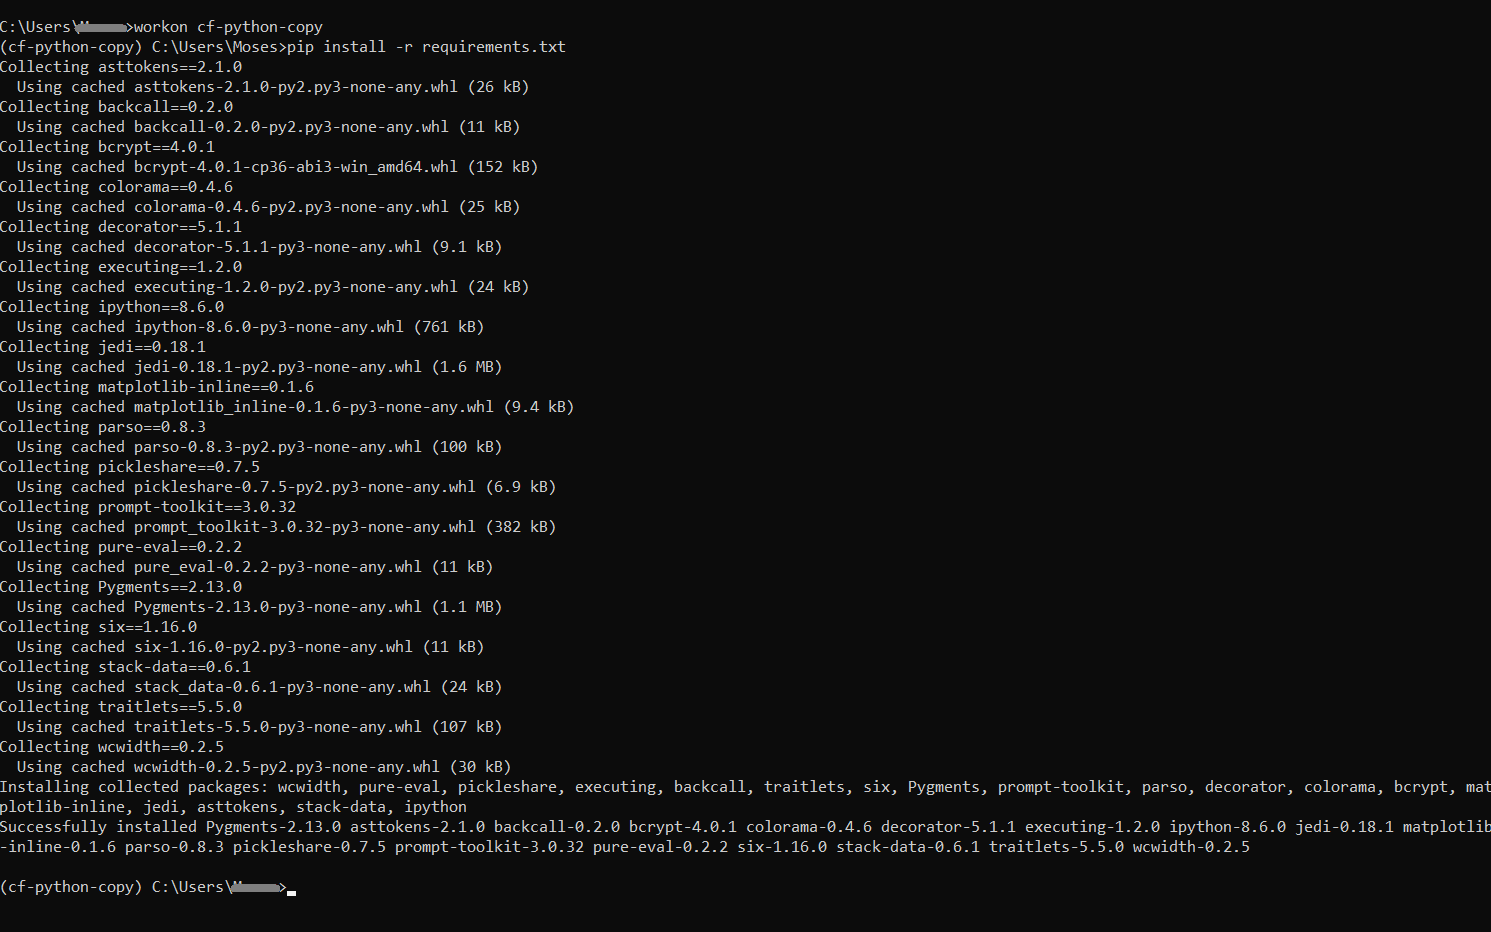 C:\Users\>workon cf-python-copy
(cf-python-copy) C:\Users\Moses>pip install -r requirements.txt
Collecting asttokens==2.1.0
  Using cached asttokens-2.1.0-py2.py3-none-any.whl (26 kB)
Collecting backcall==0.2.0
  Using cached backcall-0.2.0-py2.py3-none-any.whl (11 kB)
Collecting bcrypt==4.0.1
  Using cached bcrypt-4.0.1-cp36-abi3-win_amd64.whl (152 kB)
Collecting colorama==0.4.6
  Using cached colorama-0.4.6-py2.py3-none-any.whl (25 kB)
Collecting decorator==5.1.1
  Using cached decorator-5.1.1-py3-none-any.whl (9.1 kB)
Collecting executing==1.2.0
  Using cached executing-1.2.0-py2.py3-none-any.whl (24 kB)
Collecting ipython==8.6.0
  Using cached ipython-8.6.0-py3-none-any.whl (761 kB)
Collecting jedi==0.18.1
  Using cached jedi-0.18.1-py2.py3-none-any.whl (1.6 MB)
Collecting matplotlib-inline==0.1.6
  Using cached matplotlib_inline-0.1.6-py3-none-any.whl (9.4 kB)
Collecting parso==0.8.3
  Using cached parso-0.8.3-py2.py3-none-any.whl (100 kB)
Collecting pickleshare==0.7.5
  Using cached pickleshare-0.7.5-py2.py3-none-any.whl (6.9 kB)
Collecting prompt-toolkit==3.0.32
  Using cached prompt_toolkit-3.0.32-py3-none-any.whl (382 kB)
Collecting pure-eval==0.2.2
  Using cached pure_eval-0.2.2-py3-none-any.whl (11 kB)
Collecting Pygments==2.13.0
  Using cached Pygments-2.13.0-py3-none-any.whl (1.1 MB)
Collecting six==1.16.0
  Using cached six-1.16.0-py2.py3-none-any.whl (11 kB)
Collecting stack-data==0.6.1
  Using cached stack_data-0.6.1-py3-none-any.whl (24 kB)
Collecting traitlets==5.5.0
  Using cached traitlets-5.5.0-py3-none-any.whl (107 kB)
Collecting wcwidth==0.2.5
  Using cached wcwidth-0.2.5-py2.py3-none-any.whl (30 kB)
Installing collected packages: wcwidth, pure-eval, pickleshare, executing, backcall, traitlets, six, Pygments, prompt-toolkit, parso, decorator, colorama, bcrypt, mat
plotlib-inline, jedi, asttokens, stack-data, ipython
Successfully installed Pygments-2.13.0 asttokens-2.1.0 backcall-0.2.0 bcrypt-4.0.1 colorama-0.4.6 decorator-5.1.1 executing-1.2.0 ipython-8.6.0 jedi-0.18.1 matplotlib
-inline-0.1.6 parso-0.8.3 pickleshare-0.7.5 prompt-toolkit-3.0.32 pure-eval-0.2.2 six-1.16.0 stack-data-0.6.1 traitlets-5.5.0 wcwidth-0.2.5
(cf-python-copy) C:\Users\>